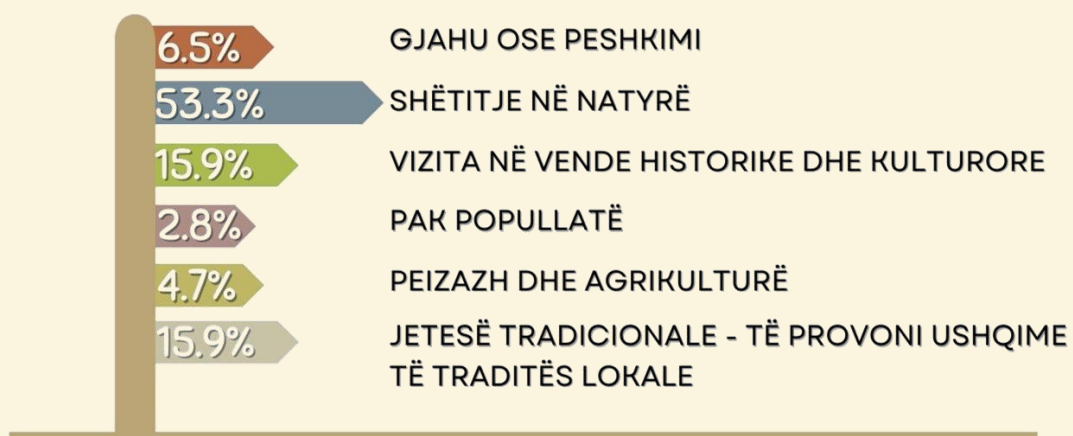 6.5% GJAHU OSE PESHKIMI
53.3% SHËTITJE NË NATYRË
15.9% VIZITA NË VENDE HISTORIKE DHE KULTURORE
2.8% PAK POPULLATË
4.7% PEIZAZH DHE AGRIKULTURË
15.9% JETESË TRADICIONALE - TË PROVONI USHQIME
TË TRADITËS LOKALE